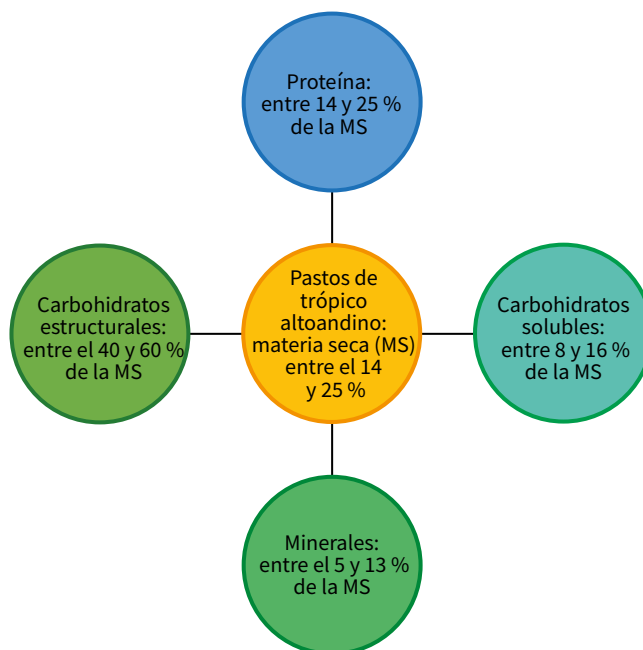 Proteína:
entre 14 y 25 %
de la MS
Carbohidratos
estructurales:
entre el 40 y 60 %
de la MS
Pastos de
trópico
altoandino:
materia seca (MS)
entre el 14
y 25 %
Carbohidratos
solubles:
entre 8 y 16 %
de la MS
Minerales:
entre el 5 y 13 %
de la MS